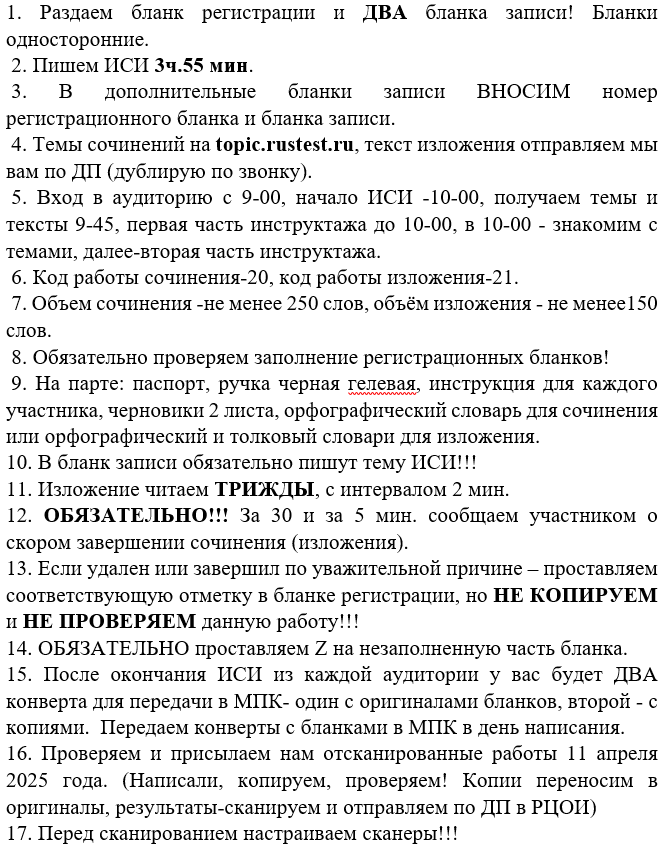 1. Раздаем бланк регистрации и ДВА бланка записи! Бланки
односторонние.
2. Пишем ИСИ 3ч.55 мин.
3. В дополнительные бланки записи ВНОСИМ номер
регистрационного бланка и бланка записи.
4. Темы сочинений на topic.rustest.ru, текст изложения отправляем мы
вам по ДП (дублирую по звонку).
5. Вход в аудиторию с 9-00, начало ИСИ -10-00, получаем темы и
тексты 9-45, первая часть инструктажа до 10-00, в 10-00 - знакомим с
темами, далее-вторая часть инструктажа.
6. Код работы сочинения-20, код работы изложения-21.
7. Объем сочинения -не менее 250 слов, объём изложения - не менее150
слов.
8. Обязательно проверяем заполнение регистрационных бланков!
9. На парте: паспорт, ручка черная гелевая, инструкция для каждого
участника, черновики 2 листа, орфографический словарь для сочинения
или орфографический и толковый словари для изложения.
10. В бланк записи обязательно пишут тему ИСИ!!!
11. Изложение читаем ТРИЖДЫ, с интервалом 2 мин.
12. ОБЯЗАТЕЛЬНО!!! За 30 и за 5 мин. сообщаем участником о
скором завершении сочинения (изложения).
13. Если удален или завершил по уважительной причине – проставляем
соответствующую отметку в бланке регистрации, но НЕ КОПИРУЕМ
и НЕ ПРОВЕРЯЕМ данную работу!!!
14. ОБЯЗАТЕЛЬНО проставляем Z на незаполненную часть бланка.
15. После окончания ИСИ из каждой аудитории у вас будет ДВА
конверта для передачи в МПК- один с оригиналами бланков, второй - с
копиями. Передаем конверты с бланками в МПК в день написания.
16. Проверяем и присылаем нам отсканированные работы 11 апреля
2025 года. (Написали, копируем, проверяем! Копии переносим в
оригиналы, результаты-сканируем и отправляем по ДП в РЦОИ)
17. Перед сканированием настраиваем сканеры!!!